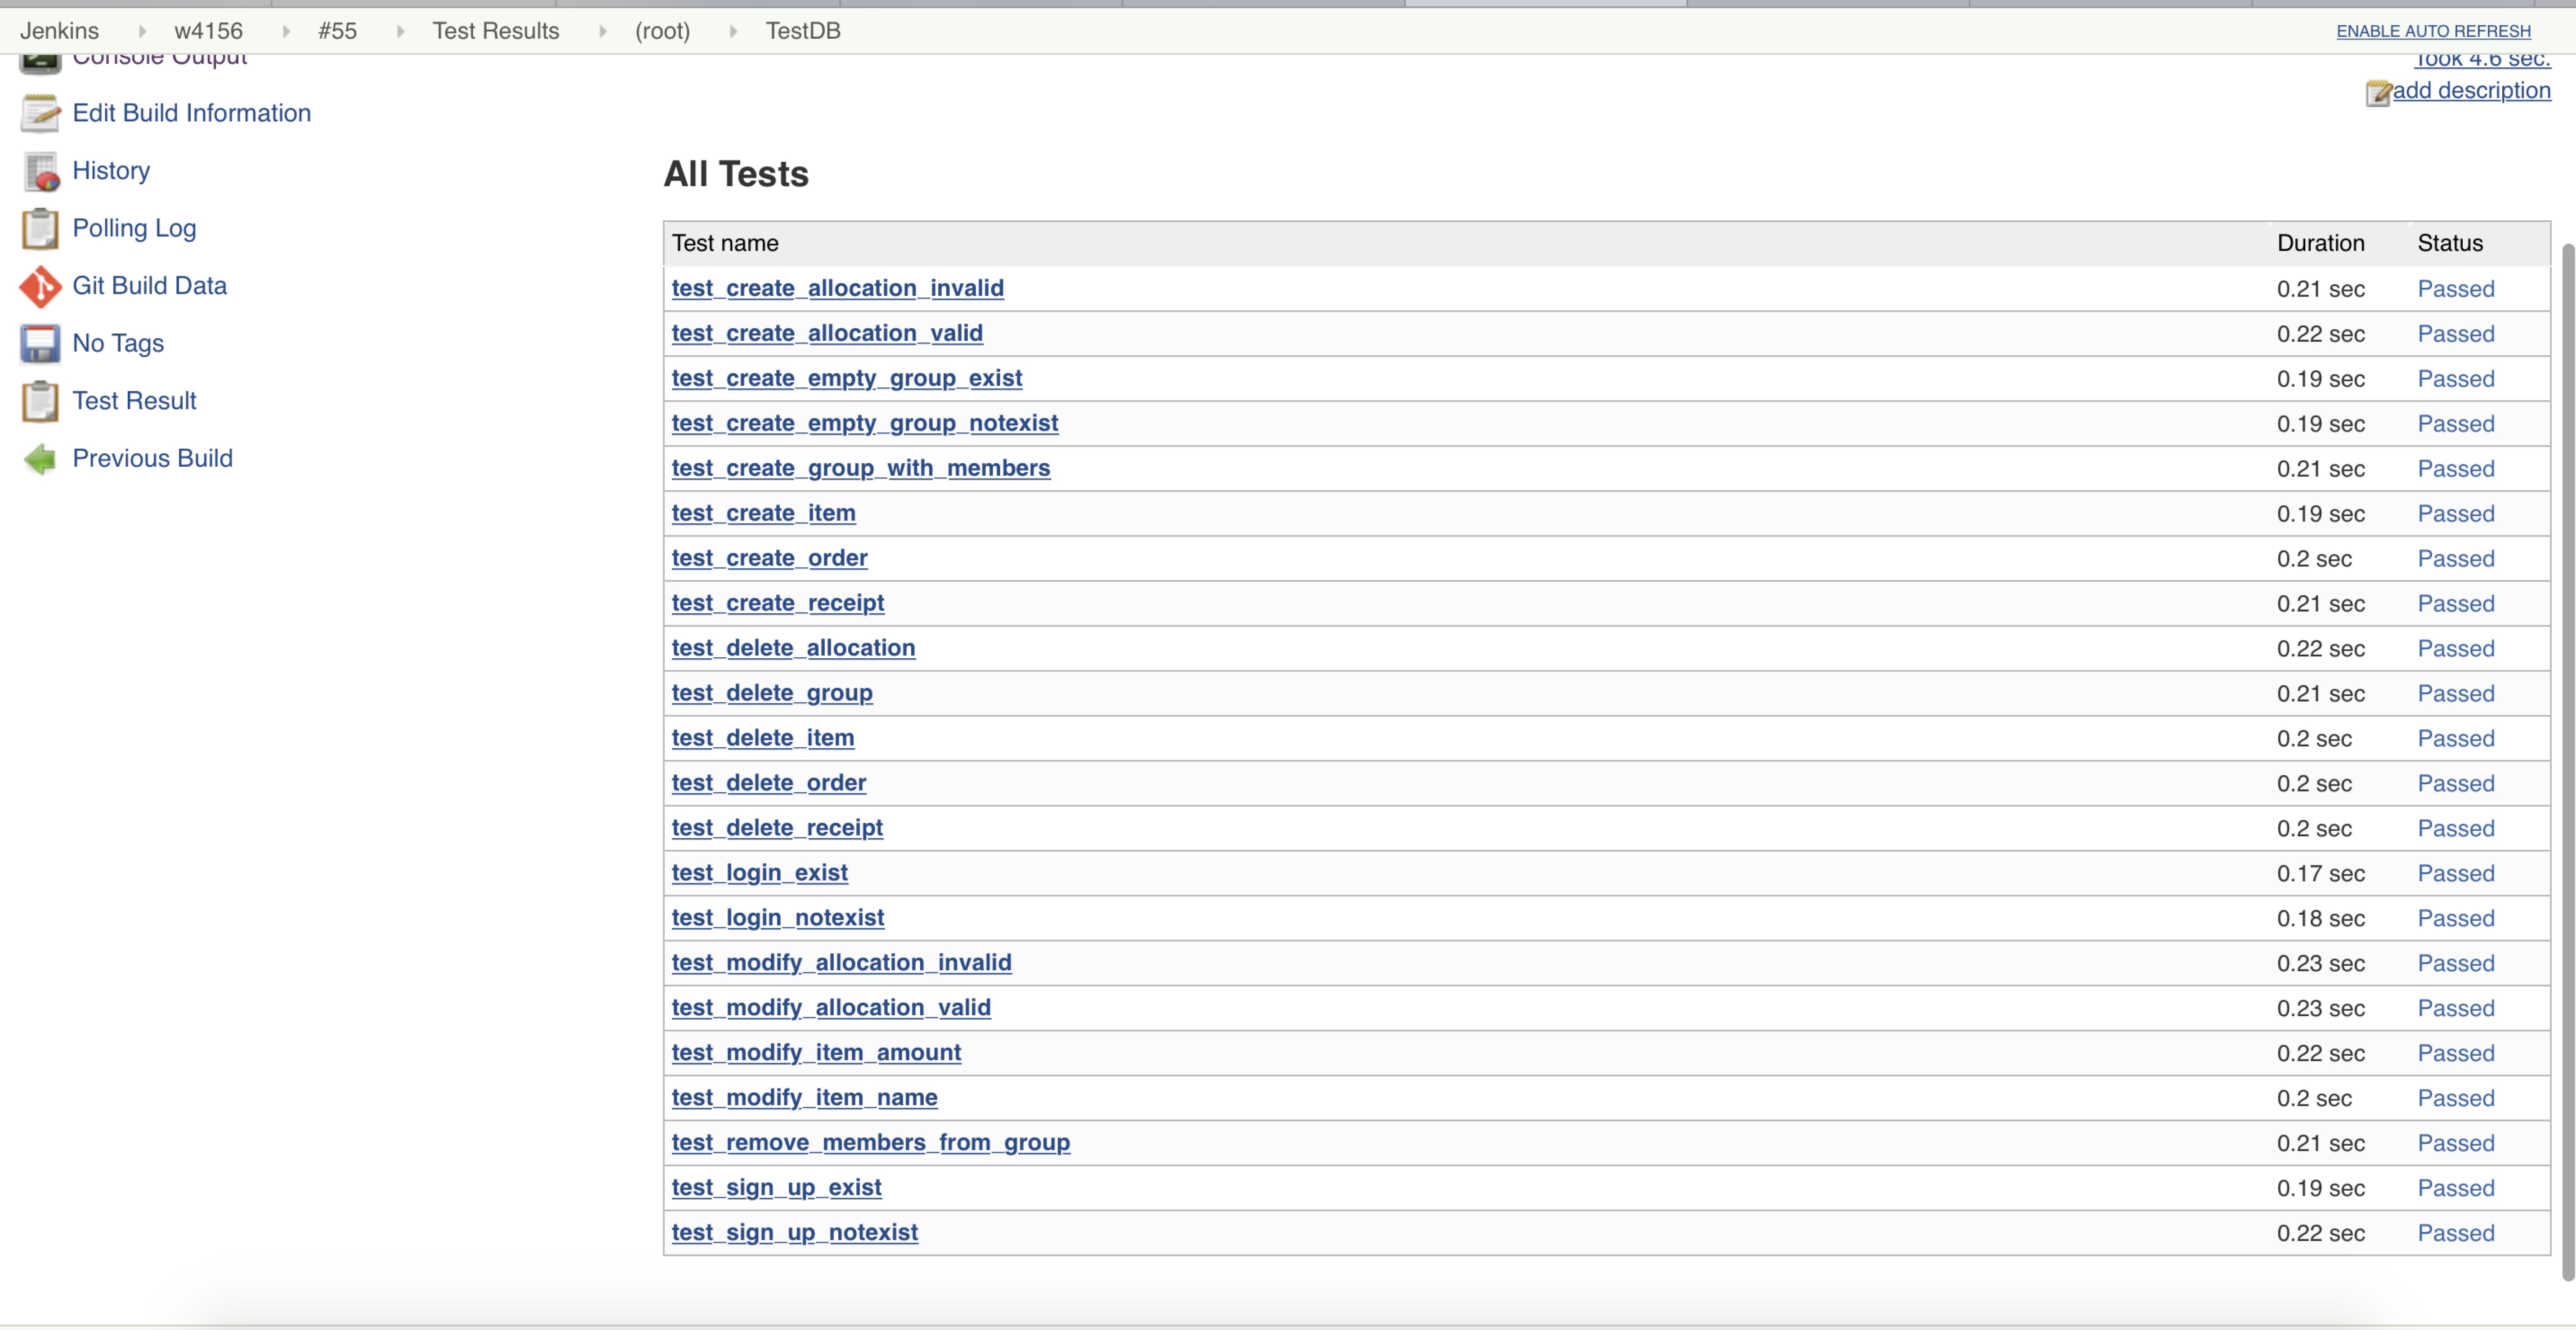 Jenkins w4156 #55 Test Results (root) TestDB ENABLE AUTO REFRESH
Console Output
Took 4.6 sec.
add description
Edit Build Information
History
Polling Log
Git Build Data
No Tags
Test Result
Previous Build
All Tests
Test name Duration Status
test_create_allocation_invalid 0.21 sec Passed
test_create_allocation_valid 0.22 sec Passed
test_create_empty_group_exist 0.19 sec Passed
test_create_empty_group_notexist 0.19 sec Passed
test_create_group_with_members 0.21 sec Passed
test_create_item 0.19 sec Passed
test_create_order 0.2 sec Passed
test_create_receipt 0.21 sec Passed
test_delete_allocation 0.22 sec Passed
test_delete_group 0.21 sec Passed
test_delete_item 0.2 sec Passed
test_delete_order 0.2 sec Passed
test_delete_receipt 0.2 sec Passed
test_login_exist 0.17 sec Passed
test_login_notexist 0.18 sec Passed
test_modify_allocation_invalid 0.23 sec Passed
test_modify_allocation_valid 0.23 sec Passed
test_modify_item_amount 0.22 sec Passed
test_modify_item_name 0.2 sec Passed
test_remove_members_from_group 0.21 sec Passed
test_sign_up_exist 0.19 sec Passed
test_sign_up_notexist 0.22 sec Passed